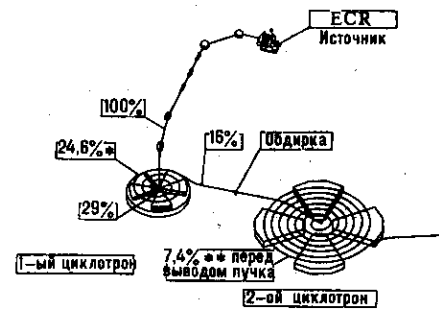 ECR
Источник
100%
24,6%*
16%
Обдирка
29%
1-ый циклотрон
7,4%** перед
выводом пучка
2-ой циклотрон